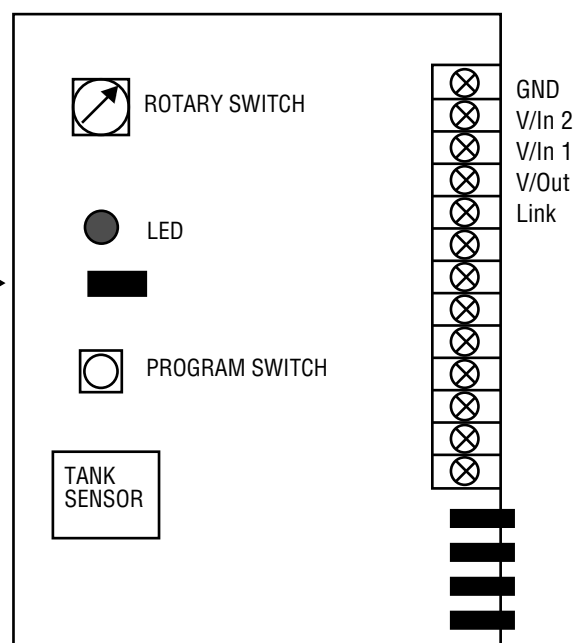 ROTARY SWITCH
LED
PROGRAM SWITCH
TANK
SENSOR
GND
V/In 2
V/In 1
V/Out
Link